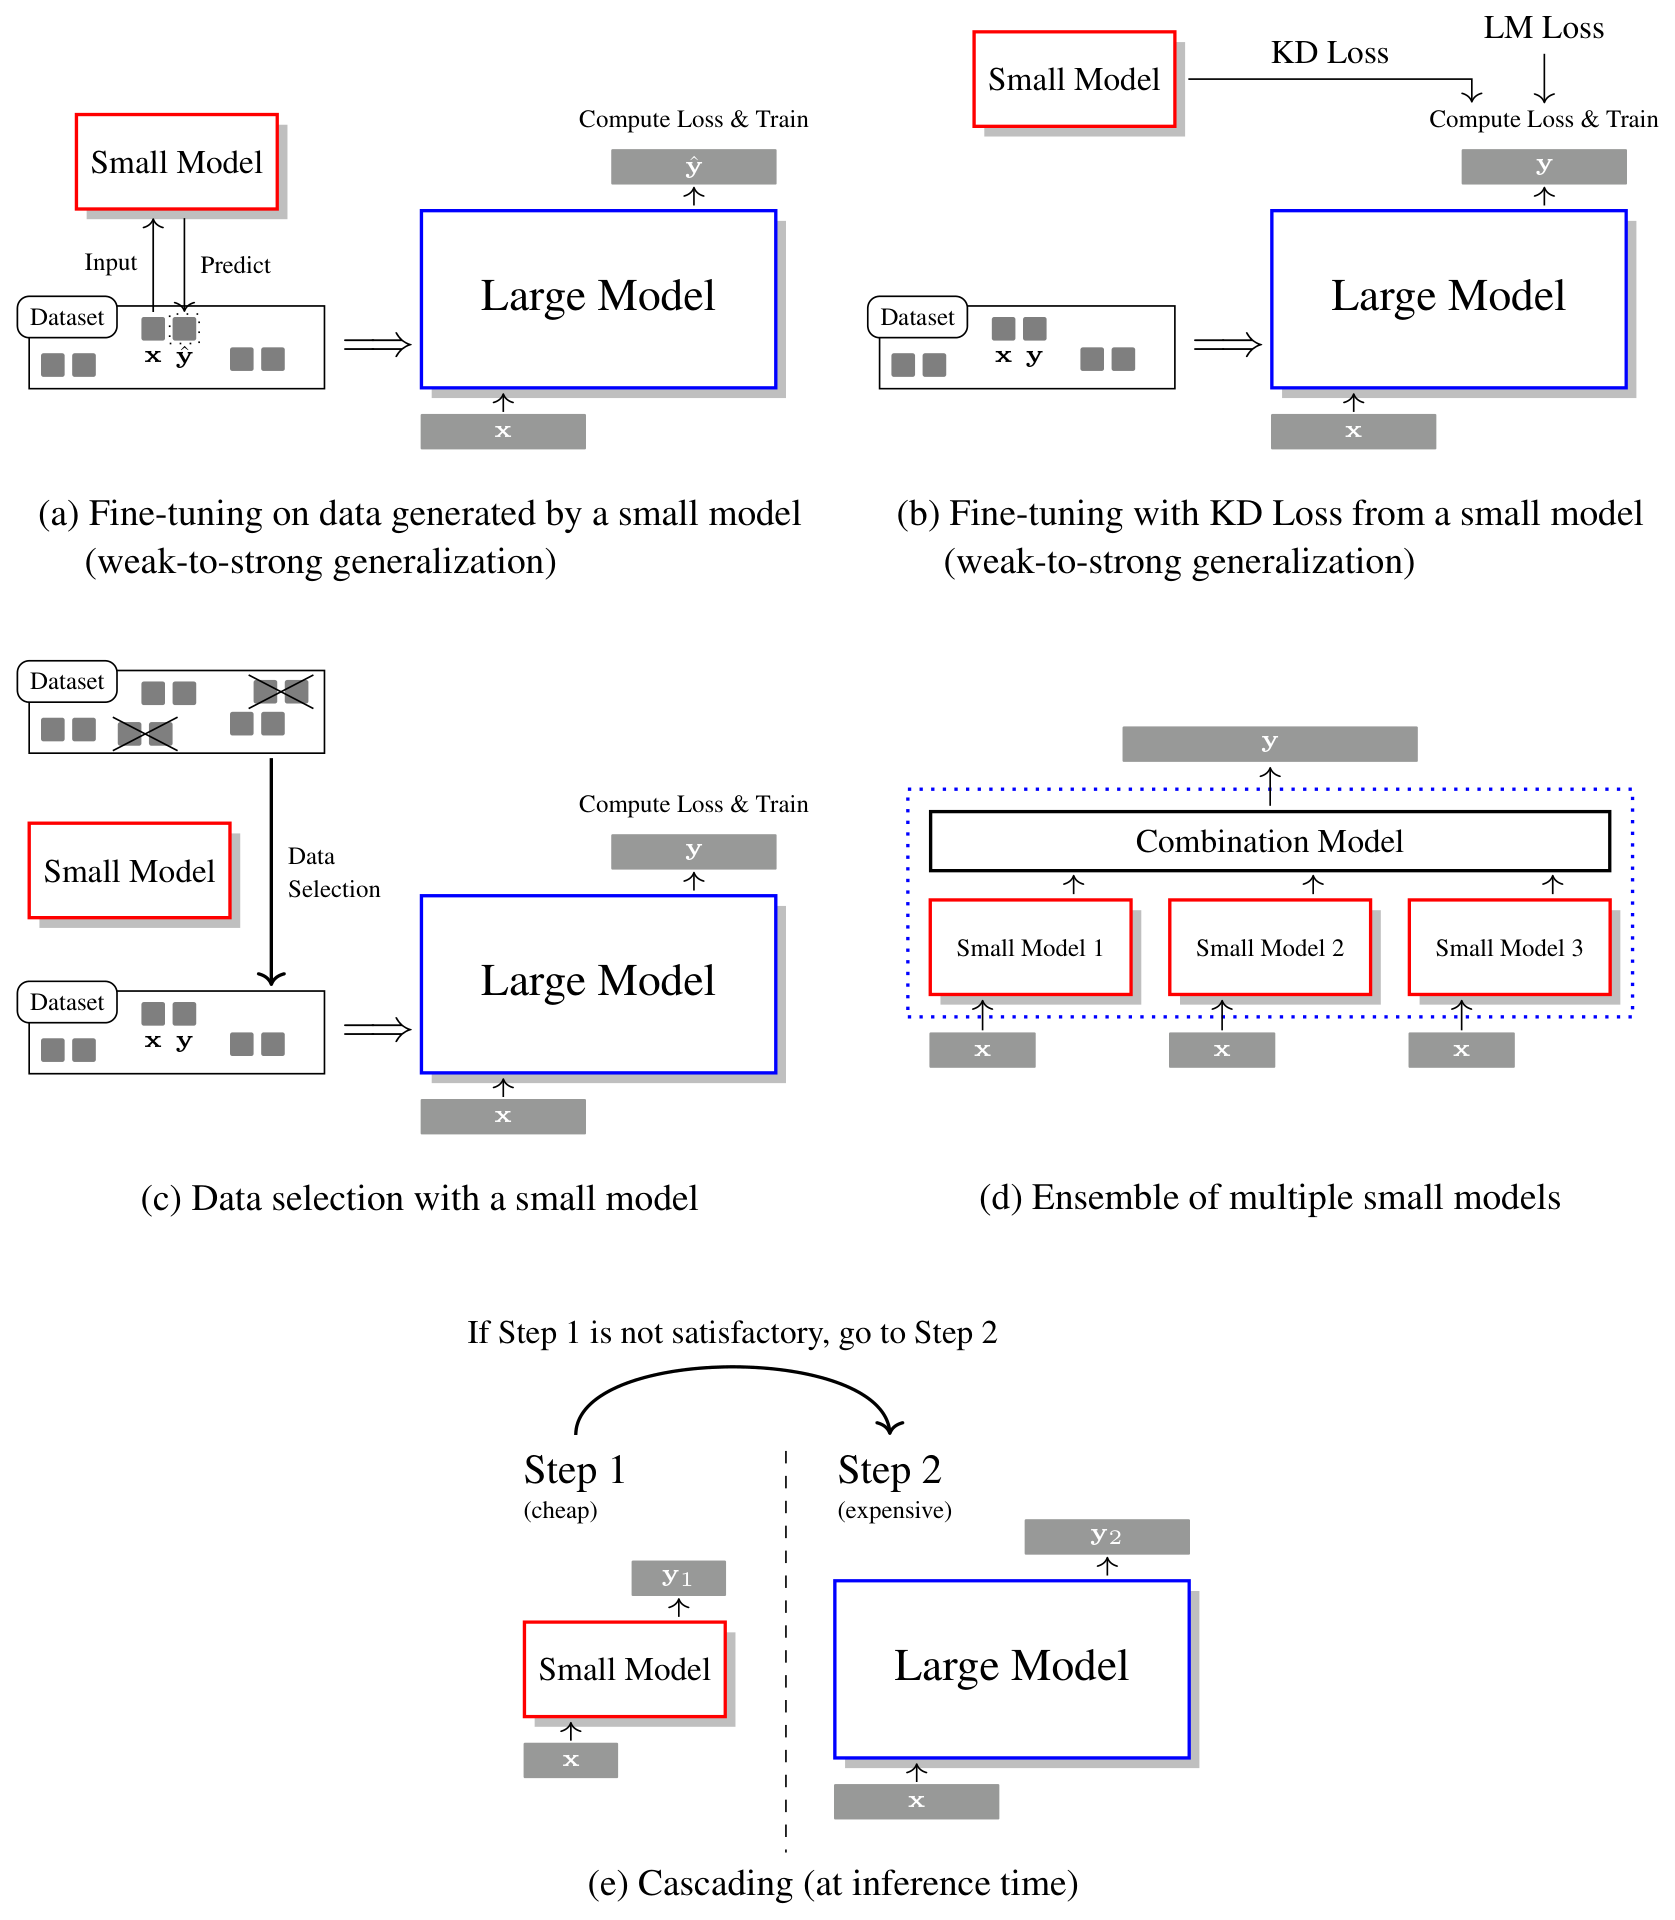 Small Model
Input
Predict
Dataset
x ŷ
Compute Loss & Train
ŷ
Large Model
x
(a) Fine-tuning on data generated by a small model
(weak-to-strong generalization)
Small Model
KD Loss
LM Loss
Compute Loss & Train
y
Dataset
x y
Large Model
x
(b) Fine-tuning with KD Loss from a small model
(weak-to-strong generalization)
Dataset
Small Model
Data
Selection
Dataset
x y
Compute Loss & Train
y
Large Model
x
(c) Data selection with a small model
y
Combination Model
Small Model 1 Small Model 2 Small Model 3
x x x
(d) Ensemble of multiple small models
If Step 1 is not satisfactory, go to Step 2
Step 1
(cheap)
y₁
Small Model
x
Step 2
(expensive)
y₂
Large Model
x
(e) Cascading (at inference time)